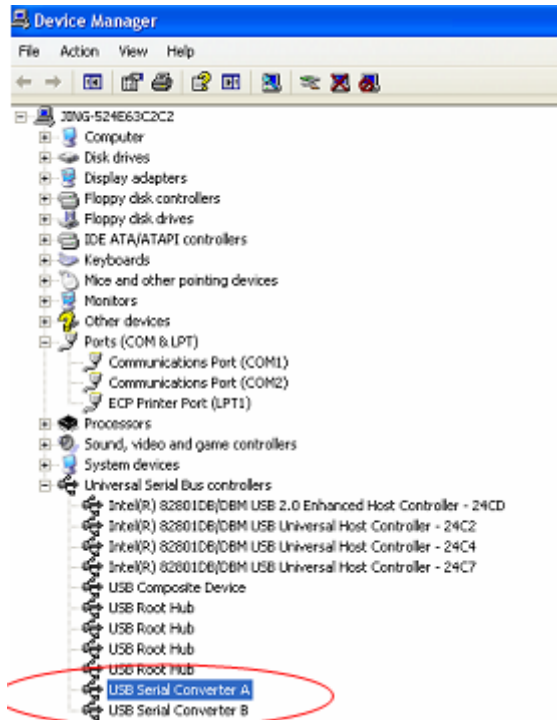 Device Manager
File Action View Help
JING-524E63C2C2
Computer
Disk drives
Display adapters
Floppy disk controllers
Floppy disk drives
IDE ATA/ATAPI controllers
Keyboards
Mice and other pointing devices
Monitors
Other devices
Ports (COM & LPT)
Communications Port (COM1)
Communications Port (COM2)
ECP Printer Port (LPT1)
Processors
Sound, video and game controllers
System devices
Universal Serial Bus controllers
Intel(R) 82801DB/DBM USB 2.0 Enhanced Host Controller - 24CD
Intel(R) 82801DB/DBM USB Universal Host Controller - 24C2
Intel(R) 82801DB/DBM USB Universal Host Controller - 24C4
Intel(R) 82801DB/DBM USB Universal Host Controller - 24C7
USB Composite Device
USB Root Hub
USB Root Hub
USB Root Hub
USB Root Hub
USB Serial Converter A
USB Serial Converter B